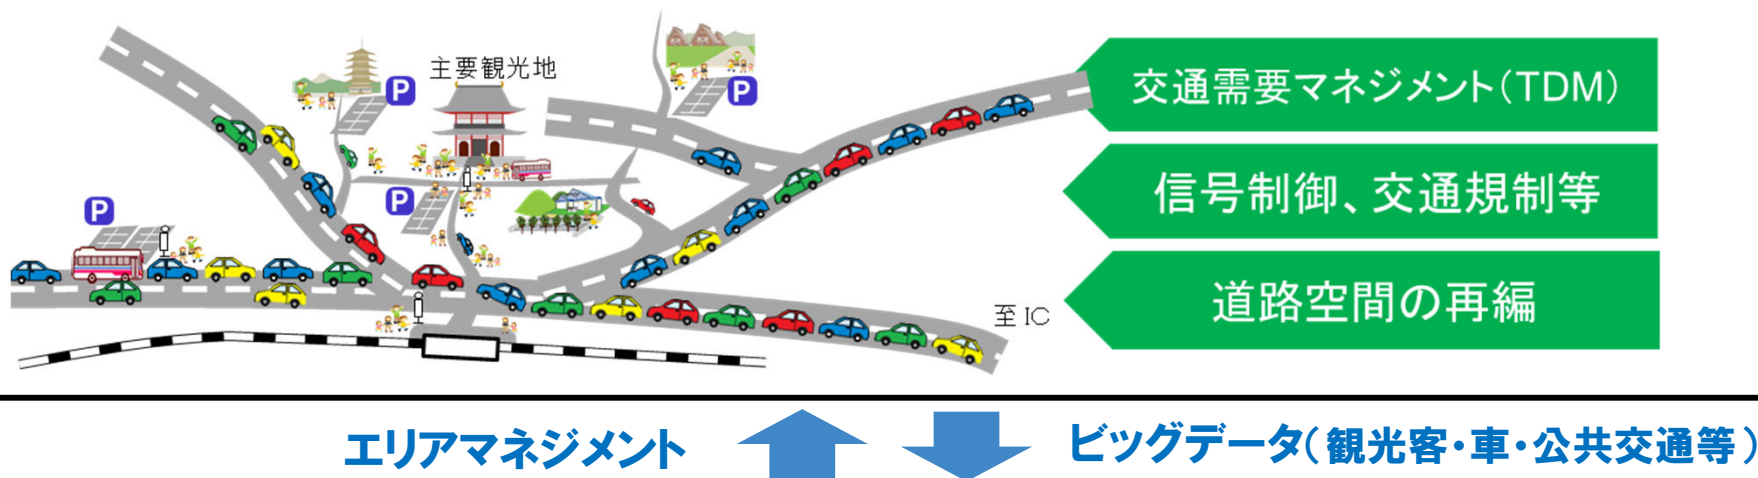 主要観光地
P
P
P
P
至 IC
交通需要マネジメント（TDM）
信号制御、交通規制等
道路空間の再編
エリアマネジメント
ビッグデータ（観光客・車・公共交通等）